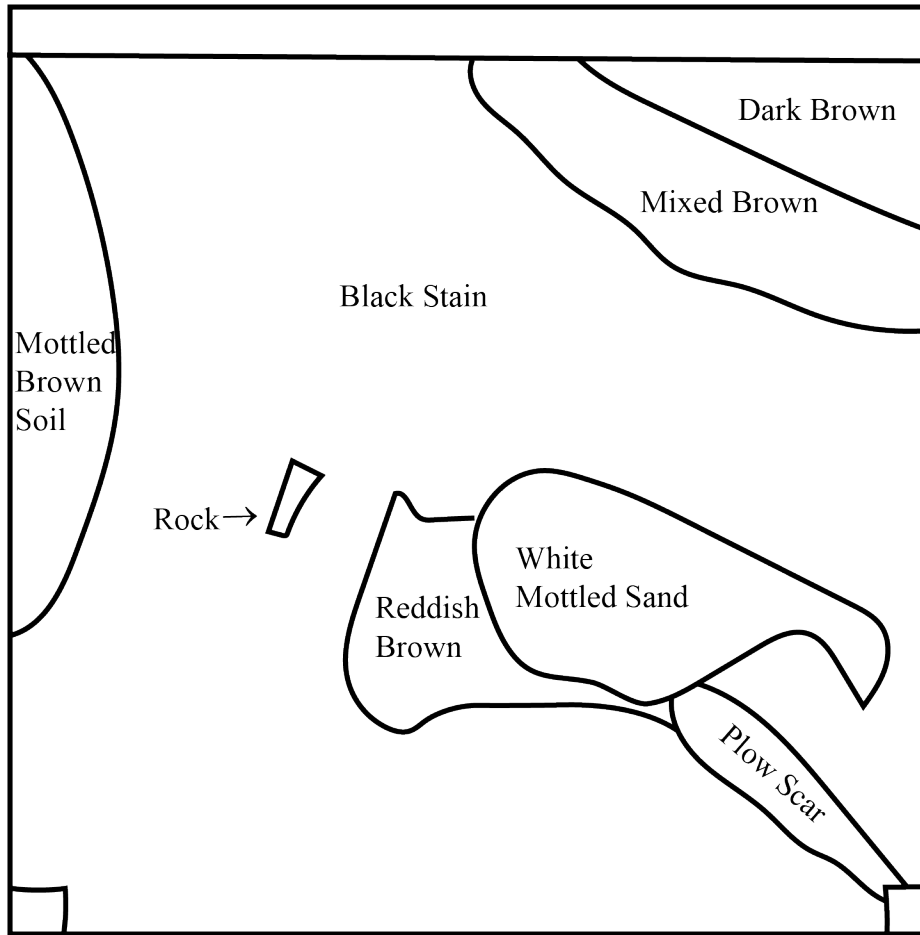 Dark Brown
Mixed Brown
Black Stain
Mottled
Brown
Soil
Rock→
White
Mottled Sand
Reddish
Brown
Plow Scar